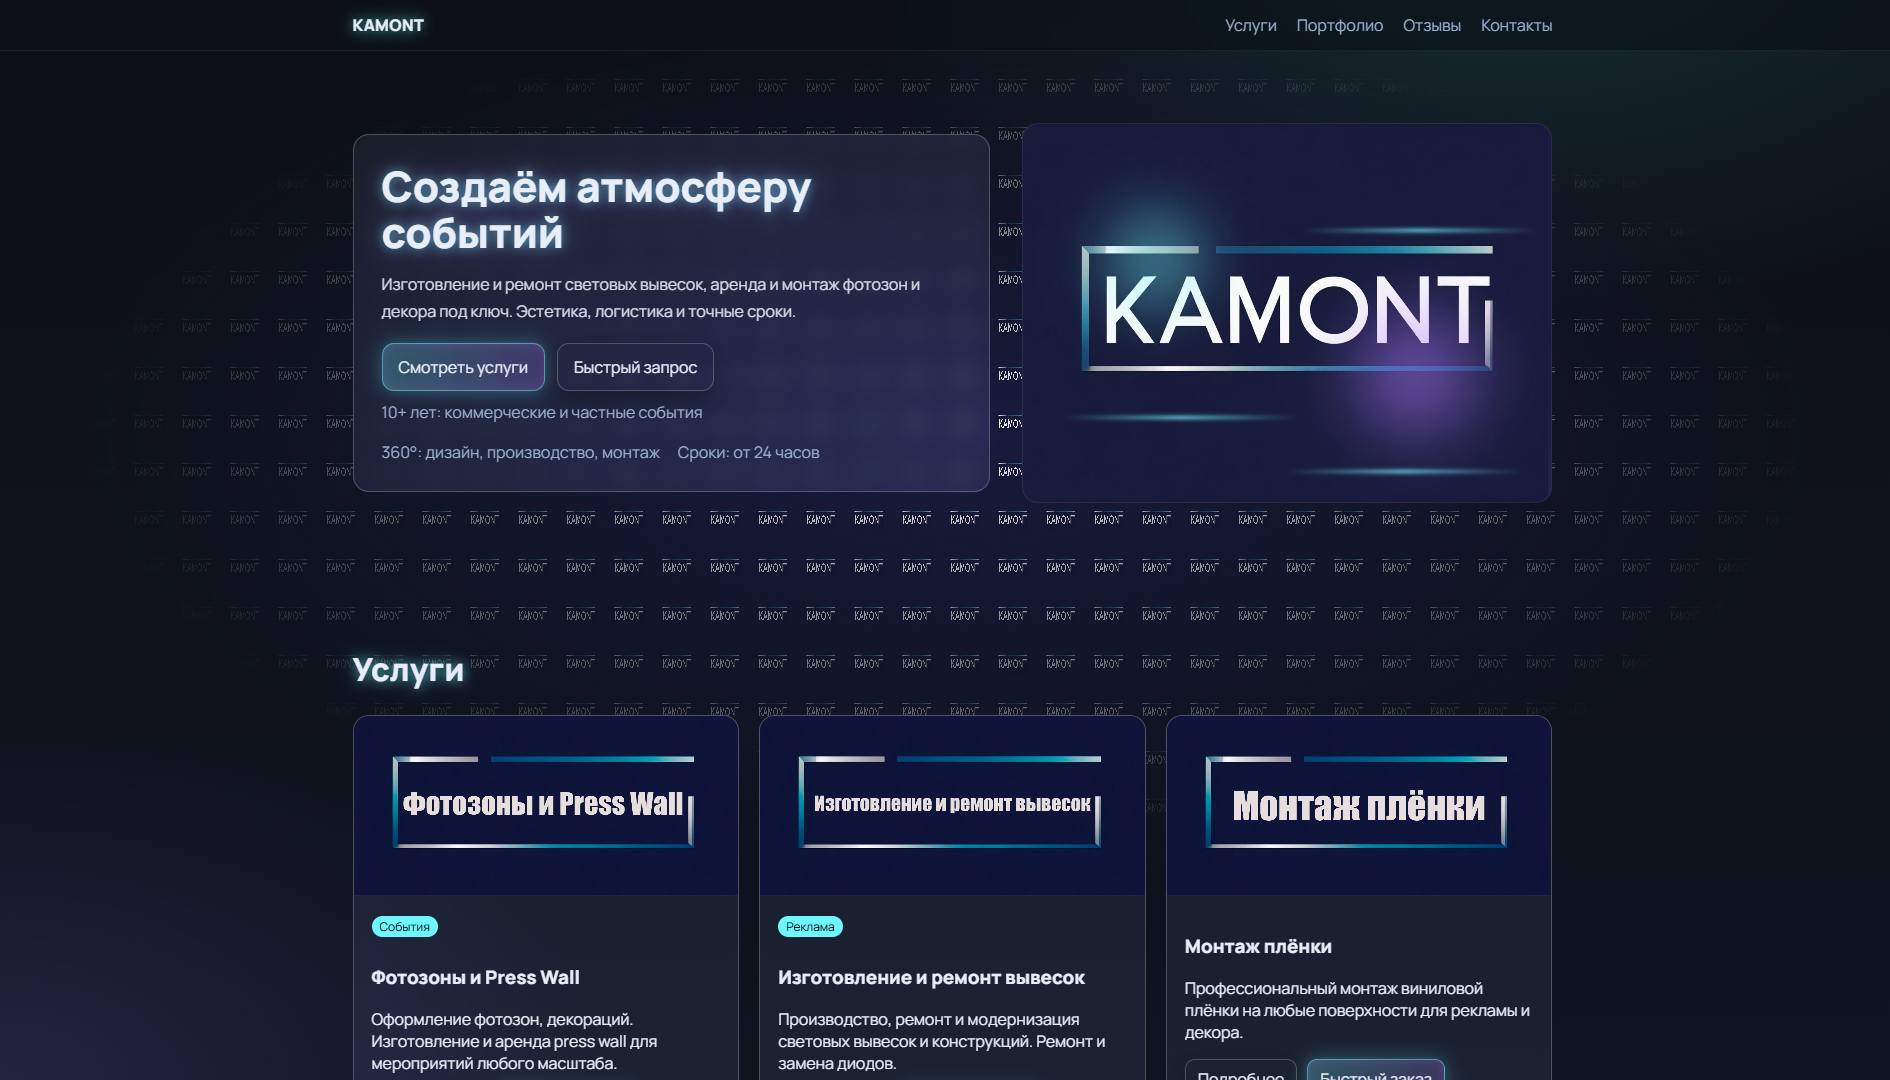 KAMONT
Услуги Портфолио Отзывы Контакты
Создаём атмосферу
событий
Изготовление и ремонт световых вывесок, аренда и монтаж фотозон и
декора под ключ. Эстетика, логистика и точные сроки.
Смотреть услуги Быстрый запрос
10+ лет: коммерческие и частные события
360°: дизайн, производство, монтаж Сроки: от 24 часов
KAMONT
Услуги
Фотозоны и Press Wall
События
Фотозоны и Press Wall
Оформление фотозон, декораций.
Изготовление и аренда press wall для
мероприятий любого масштаба.
Изготовление и ремонт вывесок
Реклама
Изготовление и ремонт вывесок
Производство, ремонт и модернизация
световых вывесок и конструкций. Ремонт и
замена диодов.
Монтаж плёнки
Монтаж плёнки
Профессиональный монтаж виниловой
плёнки на любые поверхности для рекламы и
декора.
Подробнее Быстрый заказ